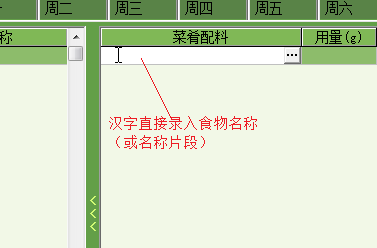 周二 周三 周四 周五 周六
称 菜肴配料 用量(g)
...
汉字直接录入食物名称
（或名称片段）